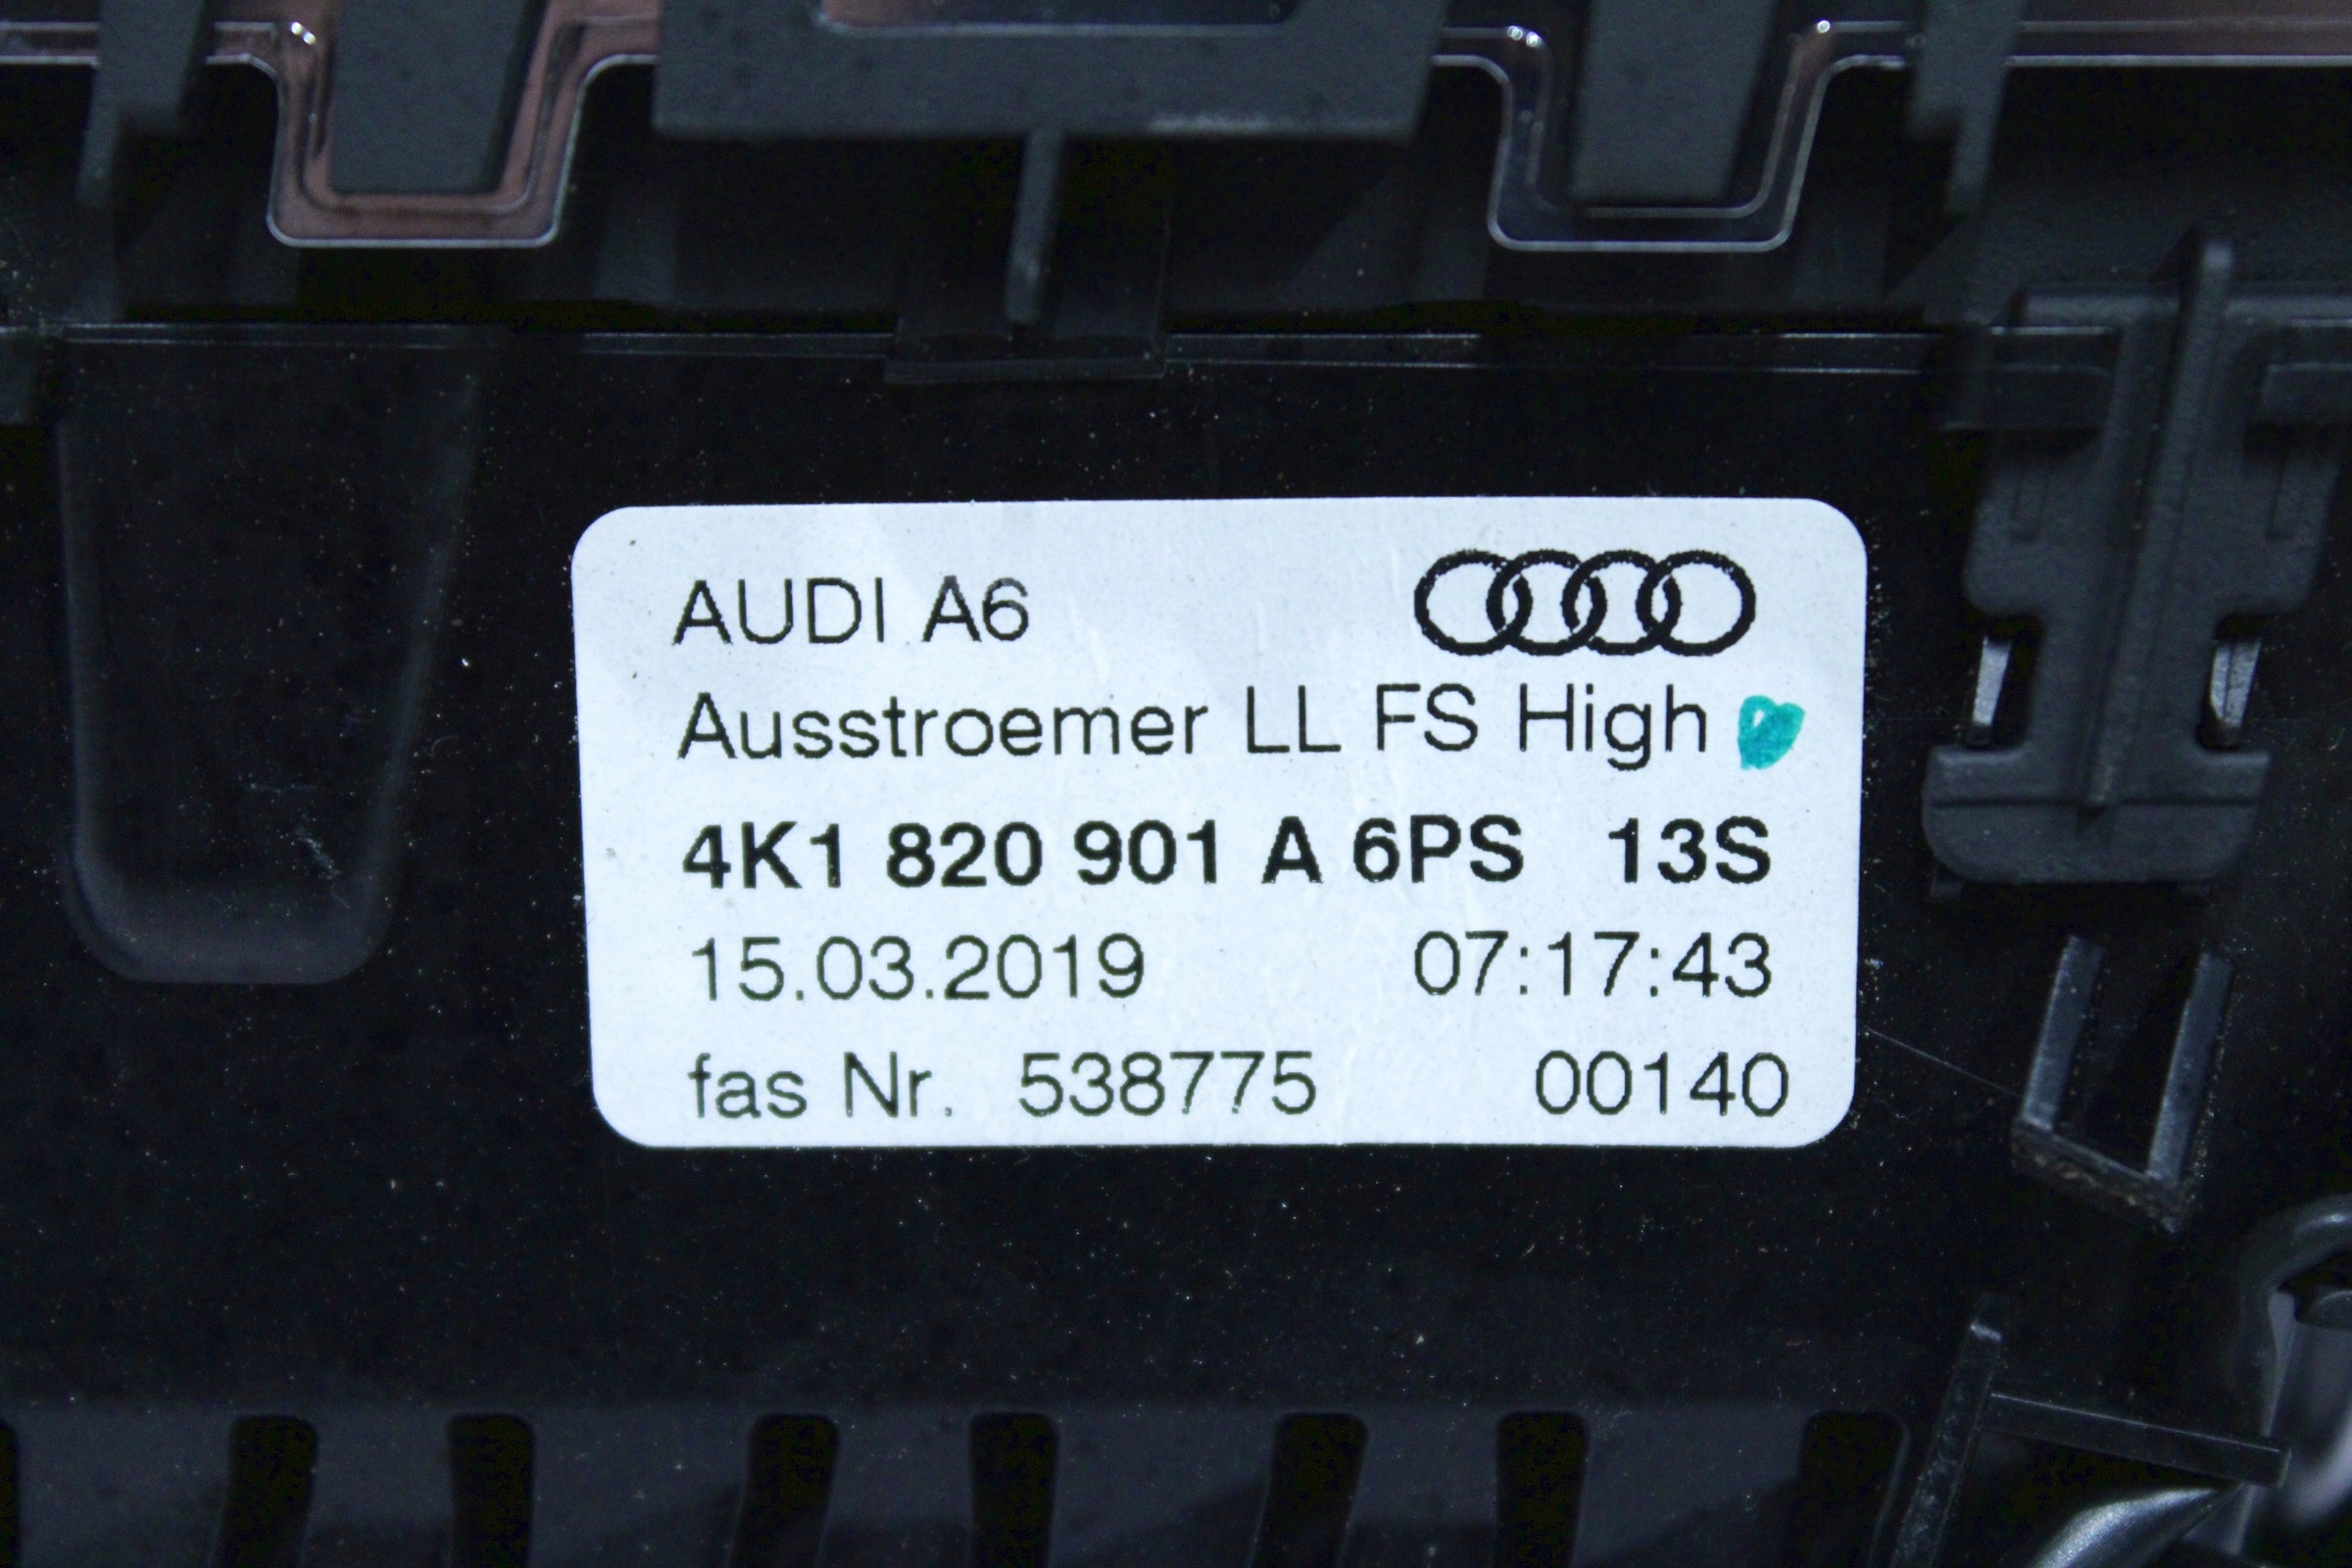 AUDI A6
Ausstroemer LL FS High
4K1 820 901 A 6PS 13S
15.03.2019 07:17:43
fas Nr. 538775 00140